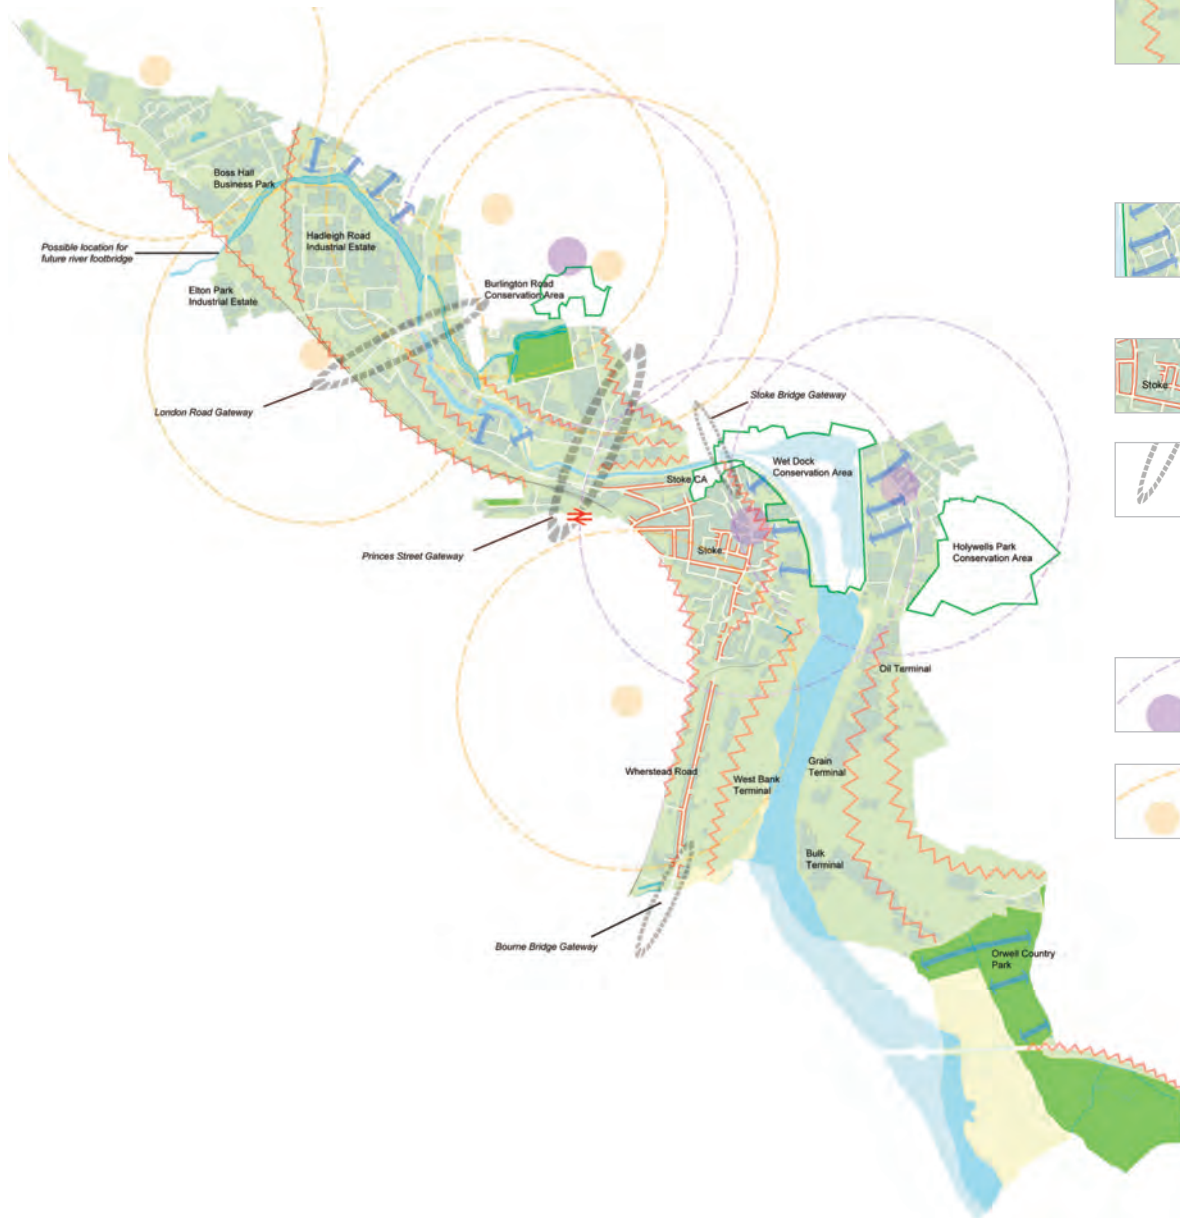 Boss Hall
Business Park
Possible location for
future river footbridge
Hadleigh Road
Industrial Estate
Elton Park
Industrial Estate
Burlington Road
Conservation Area
London Road Gateway
Stoke Bridge Gateway
Stoke
Wet Dock
Conservation Area
Stoke CA
Princes Street Gateway
Stoke
Holywells Park
Conservation Area
Oil Terminal
Wherstead Road
West Bank
Terminal
Grain
Terminal
Bulk
Terminal
Bourne Bridge Gateway
Orwell Country
Park